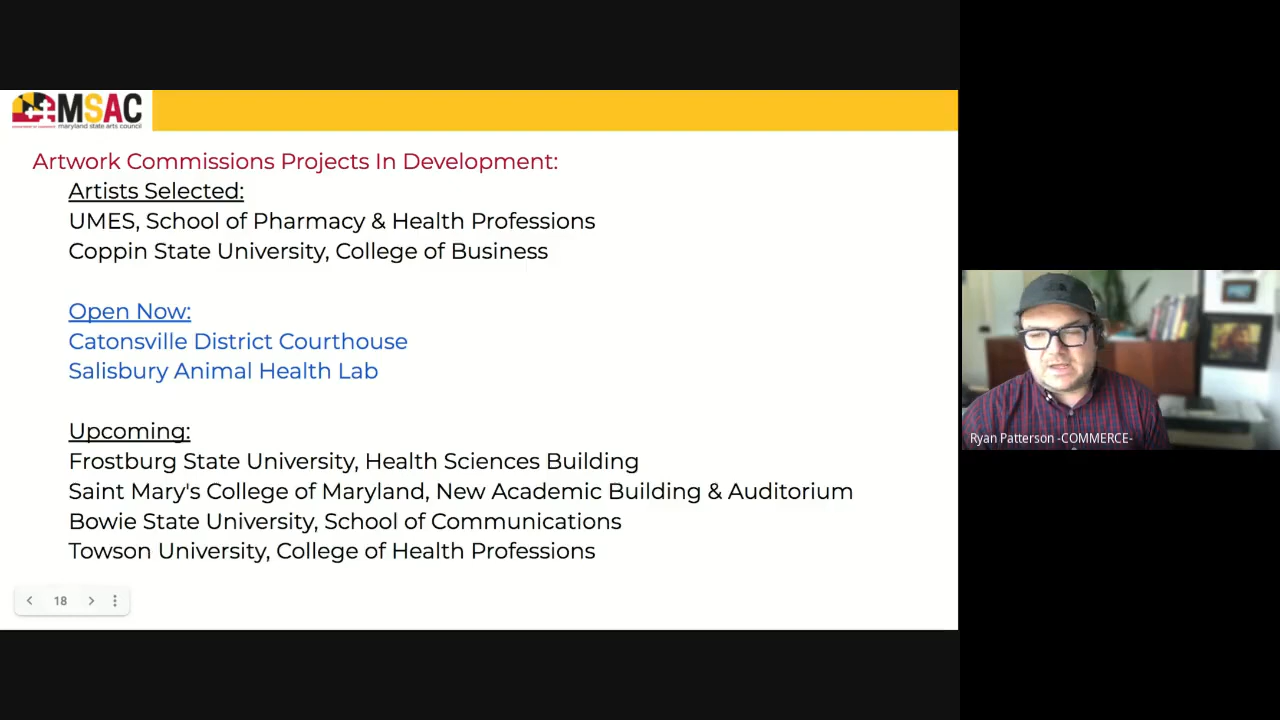 MSAC
maryland state arts council
Artwork Commissions Projects In Development:
Artists Selected:
UMES, School of Pharmacy & Health Professions
Coppin State University, College of Business
Open Now:
Catonsville District Courthouse
Salisbury Animal Health Lab
Upcoming:
Frostburg State University, Health Sciences Building
Saint Mary's College of Maryland, New Academic Building & Auditorium
Bowie State University, School of Communications
Towson University, College of Health Professions
18
Ryan Patterson -COMMERCE-